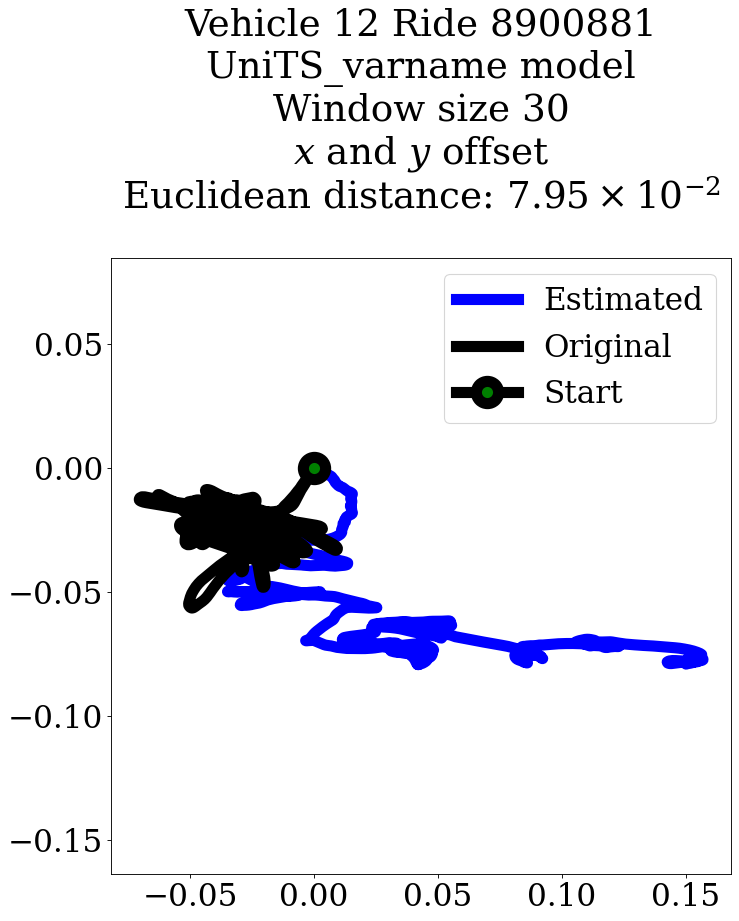 Vehicle 12 Ride 8900881
UniTS_varname model
Window size 30
x and y offset
Euclidean distance: 7.95 × 10⁻²
Estimated
Original
Start
0.05
0.00
−0.05
−0.10
−0.15
−0.05 0.00 0.05 0.10 0.15